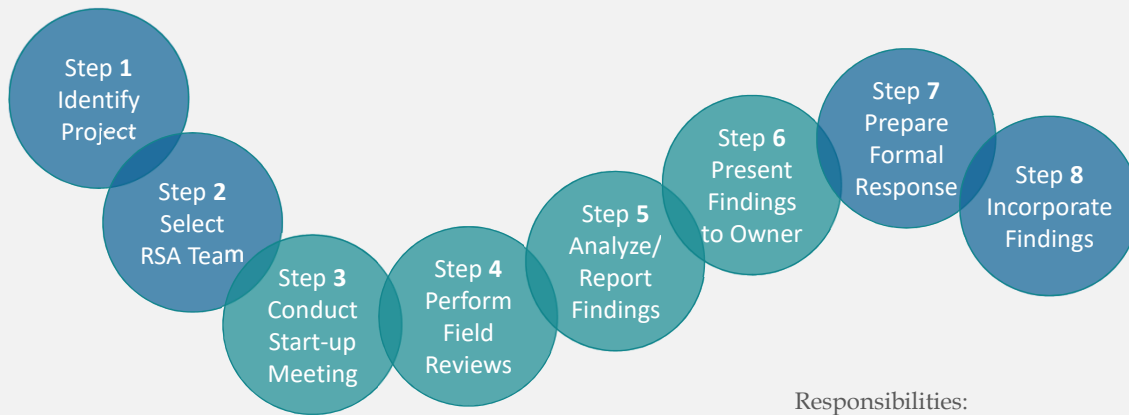 Step 1
Identify
Project
Step 2
Select
RSA Team
Step 3
Conduct
Start-up
Meeting
Step 4
Perform
Field
Reviews
Step 5
Analyze/
Report
Findings
Step 6
Present
Findings
to Owner
Step 7
Prepare
Formal
Response
Step 8
Incorporate
Findings
Responsibilities: